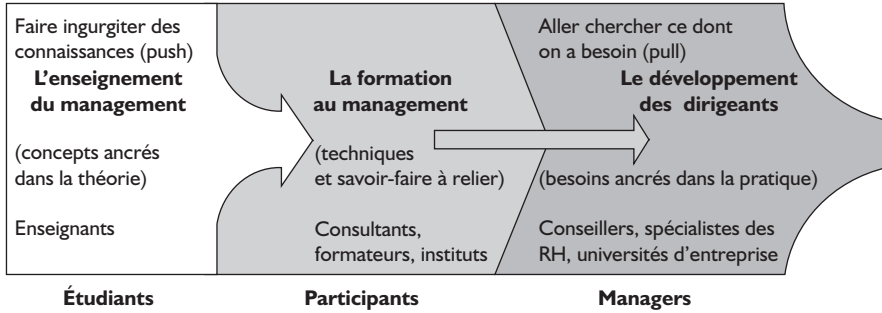 Faire ingurgiter des
connaissances (push)
L’enseignement
du management
(concepts ancrés
dans la théorie)
Enseignants
La formation
au management
(techniques
et savoir-faire à relier)
Consultants,
formateurs, instituts
Aller chercher ce dont
on a besoin (pull)
Le développement
des dirigeants
(besoins ancrés dans la pratique)
Conseillers, spécialistes des
RH, universités d’entreprise
Étudiants
Participants
Managers